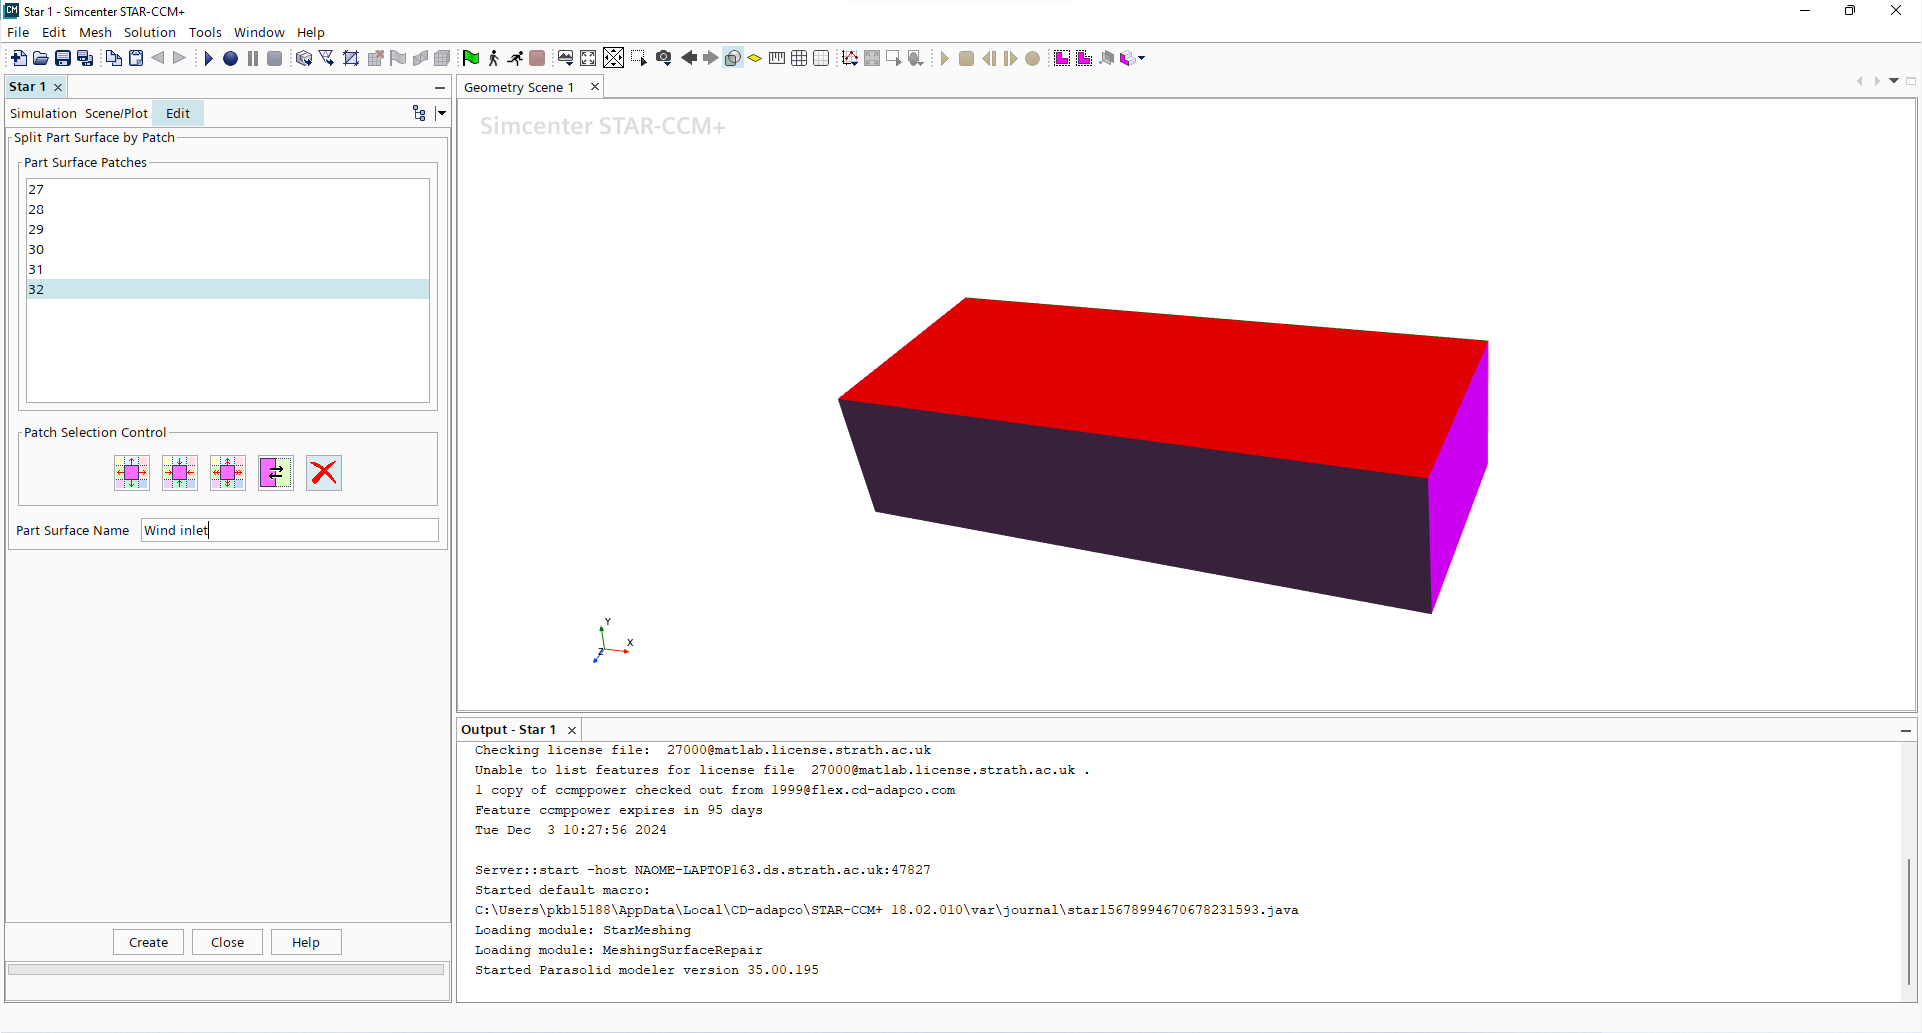 CM Star 1 - Simcenter STAR-CCM+
File Edit Mesh Solution Tools Window Help
Star 1
Simulation Scene/Plot Edit
Split Part Surface by Patch
Part Surface Patches
27
28
29
30
31
32
Patch Selection Control
Part Surface Name Wind inlet
Create Close Help
Geometry Scene 1
Simcenter STAR-CCM+
Y
X
Z
Output - Star 1
Checking license file: 27000@matlab.license.strath.ac.uk
Unable to list features for license file 27000@matlab.license.strath.ac.uk .
1 copy of ccmppower checked out from 1999@flex.cd-adapco.com
Feature ccmppower expires in 95 days
Tue Dec 3 10:27:56 2024
Server::start -host NAOME-LAPTOP163.ds.strath.ac.uk:47827
Started default macro:
C:\Users\pkb15188\AppData\Local\CD-adapco\STAR-CCM+ 18.02.010\var\journal\star15678994670678231593.java
Loading module: StarMeshing
Loading module: MeshingSurfaceRepair
Started Parasolid modeler version 35.00.195